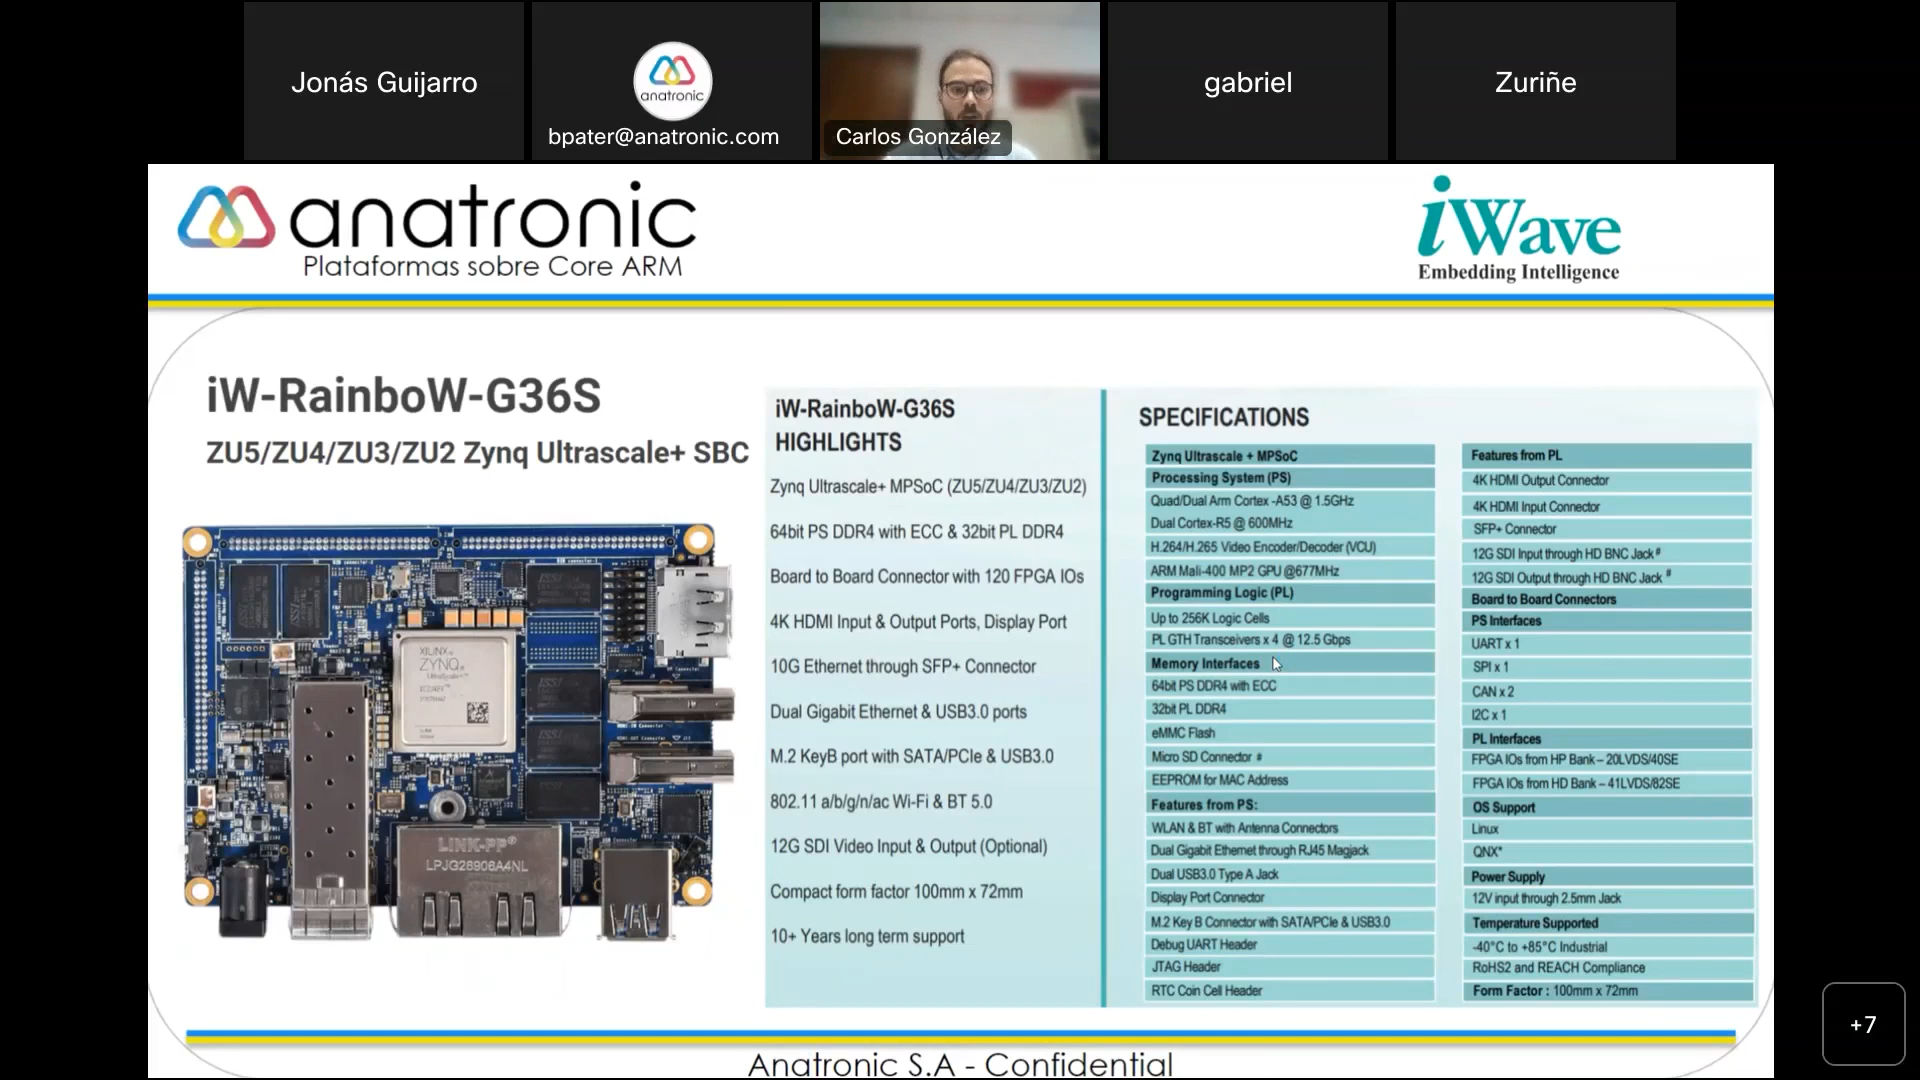 Jonás Guijarro
anatronic
bpater@anatronic.com
Carlos González
gabriel
Zuriñe
anatronic
Plataformas sobre Core ARM
iWave
Embedding Intelligence
iW-RainboW-G36S
ZU5/ZU4/ZU3/ZU2 Zynq Ultrascale+ SBC
XILINX
ZYNQ
UltraScale+
LINK-PP®
LPJG26906A4NL
iW-RainboW-G36S
HIGHLIGHTS
Zynq Ultrascale+ MPSoC (ZU5/ZU4/ZU3/ZU2)
64bit PS DDR4 with ECC & 32bit PL DDR4
Board to Board Connector with 120 FPGA IOs
4K HDMI Input & Output Ports, Display Port
10G Ethernet through SFP+ Connector
Dual Gigabit Ethernet & USB3.0 ports
M.2 KeyB port with SATA/PCIe & USB3.0
802.11 a/b/g/n/ac Wi-Fi & BT 5.0
12G SDI Video Input & Output (Optional)
Compact form factor 100mm x 72mm
10+ Years long term support
SPECIFICATIONS
Zynq Ultrascale + MPSoC
Processing System (PS)
Quad/Dual Arm Cortex -A53 @ 1.5GHz
Dual Cortex-R5 @ 600MHz
H.264/H.265 Video Encoder/Decoder (VCU)
ARM Mali-400 MP2 GPU @677MHz
Programming Logic (PL)
Up to 256K Logic Cells
PL GTH Transceivers x 4 @ 12.5 Gbps
Memory Interfaces
64bit PS DDR4 with ECC
32bit PL DDR4
eMMC Flash
Micro SD Connector #
EEPROM for MAC Address
Features from PS:
WLAN & BT with Antenna Connectors
Dual Gigabit Ethernet through RJ45 Magjack
Dual USB3.0 Type A Jack
Display Port Connector
M.2 Key B Connector with SATA/PCIe & USB3.0
Debug UART Header
JTAG Header
RTC Coin Cell Header
Features from PL
4K HDMI Output Connector
4K HDMI Input Connector
SFP+ Connector
12G SDI Input through HD BNC Jack #
12G SDI Output through HD BNC Jack #
Board to Board Connectors
PS Interfaces
UART x 1
SPI x 1
CAN x 2
I2C x 1
PL Interfaces
FPGA IOs from HP Bank – 20LVDS/40SE
FPGA IOs from HD Bank – 41LVDS/82SE
OS Support
Linux
QNX*
Power Supply
12V input through 2.5mm Jack
Temperature Supported
-40°C to +85°C Industrial
RoHS2 and REACH Compliance
Form Factor : 100mm x 72mm
+7
Anatronic S.A - Confidential